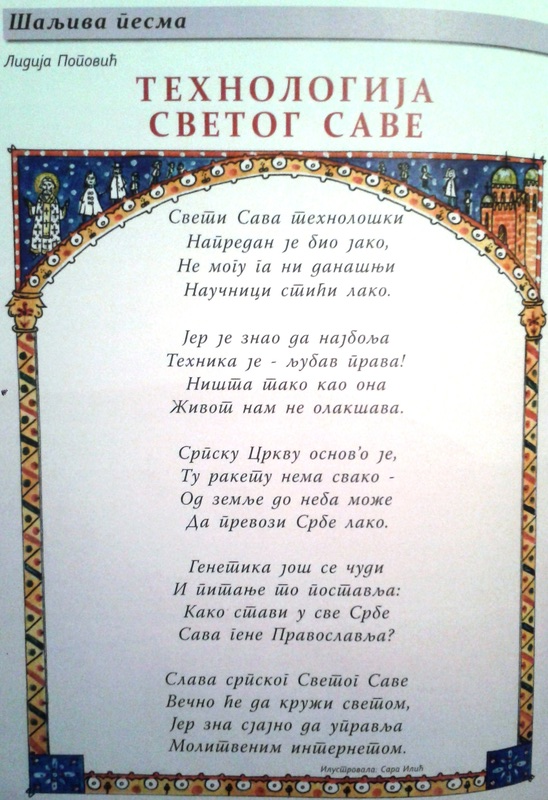 Шаљива песма
Лидија Поповић
ТЕХНОЛОГИЈА
СВЕТОГ САВЕ
Свети Сава технолошки
Напредан је био јако,
Не могу га ни данашњи
Научници стићи лако.
Јер је знао да најбоља
Техника је - љубав права!
Ништа тако као она
Живот нам не олакшава.
Српску Цркву основ'о је,
Ту ракету нема свако -
Од земље до неба може
Да превози Србе лако.
Генетика још се чуди
И питање то поставља:
Како стави у све Србе
Сава гене Православља?
Слава српског Светог Саве
Вечно ће да кружи светом,
Јер зна сјајно да управља
Молитвеним интернетом.
Илустровала: Сара Илић